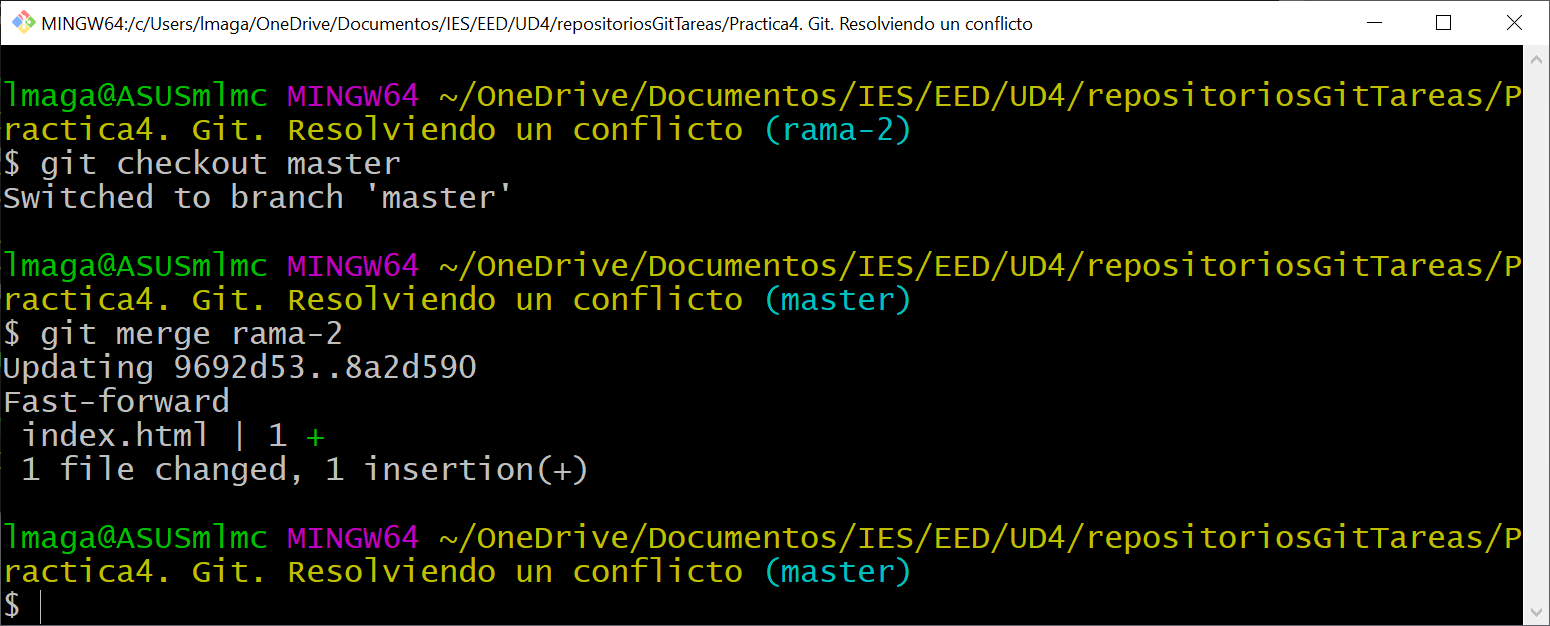 MINGW64:/c/Users/lmaga/OneDrive/Documentos/IES/EED/UD4/repositoriosGitTareas/Practica4. Git. Resolviendo un conflicto
lmaga@ASUSmlmc MINGW64 ~/OneDrive/Documentos/IES/EED/UD4/repositoriosGitTareas/P
ractica4. Git. Resolviendo un conflicto (rama-2)
$ git checkout master
Switched to branch 'master'
lmaga@ASUSmlmc MINGW64 ~/OneDrive/Documentos/IES/EED/UD4/repositoriosGitTareas/P
ractica4. Git. Resolviendo un conflicto (master)
$ git merge rama-2
Updating 9692d53..8a2d590
Fast-forward
 index.html | 1 +
 1 file changed, 1 insertion(+)
lmaga@ASUSmlmc MINGW64 ~/OneDrive/Documentos/IES/EED/UD4/repositoriosGitTareas/P
ractica4. Git. Resolviendo un conflicto (master)
$